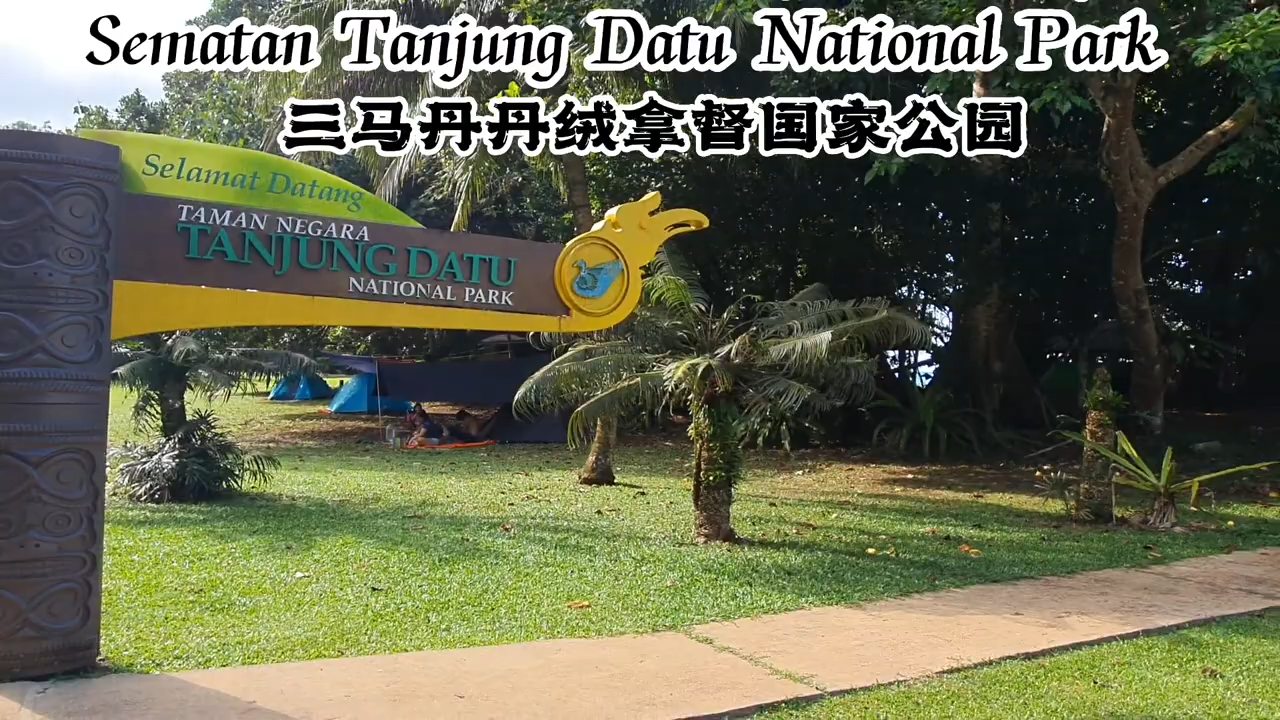 Sematan Tanjung Datu National Park
三马丹丹绒拿督国家公园
Selamat Datang
TAMAN NEGARA
TANJUNG DATU
NATIONAL PARK